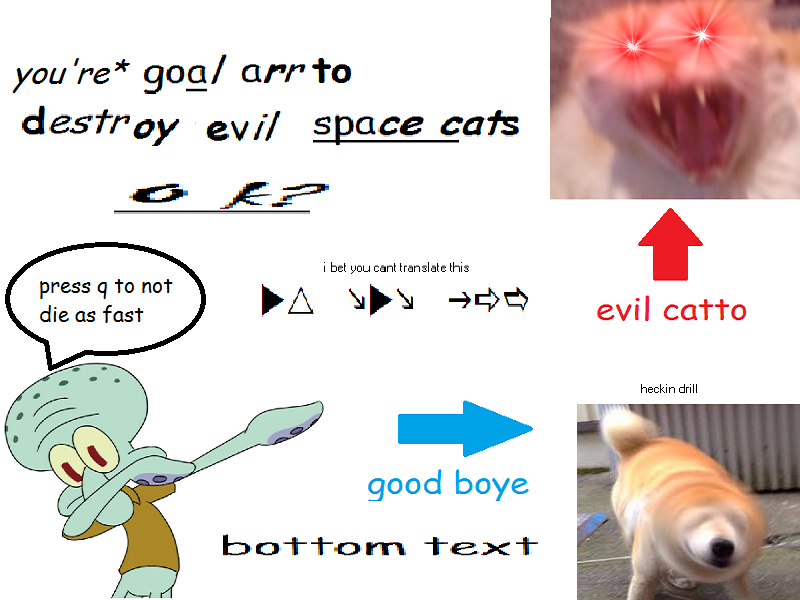 you're* goal arr to
destroy evil space cats
o k?
i bet you cant translate this
▶△ ↘▶↘ →⇨➮
evil catto
press q to not
die as fast
heckin drill
good boye
bottom text